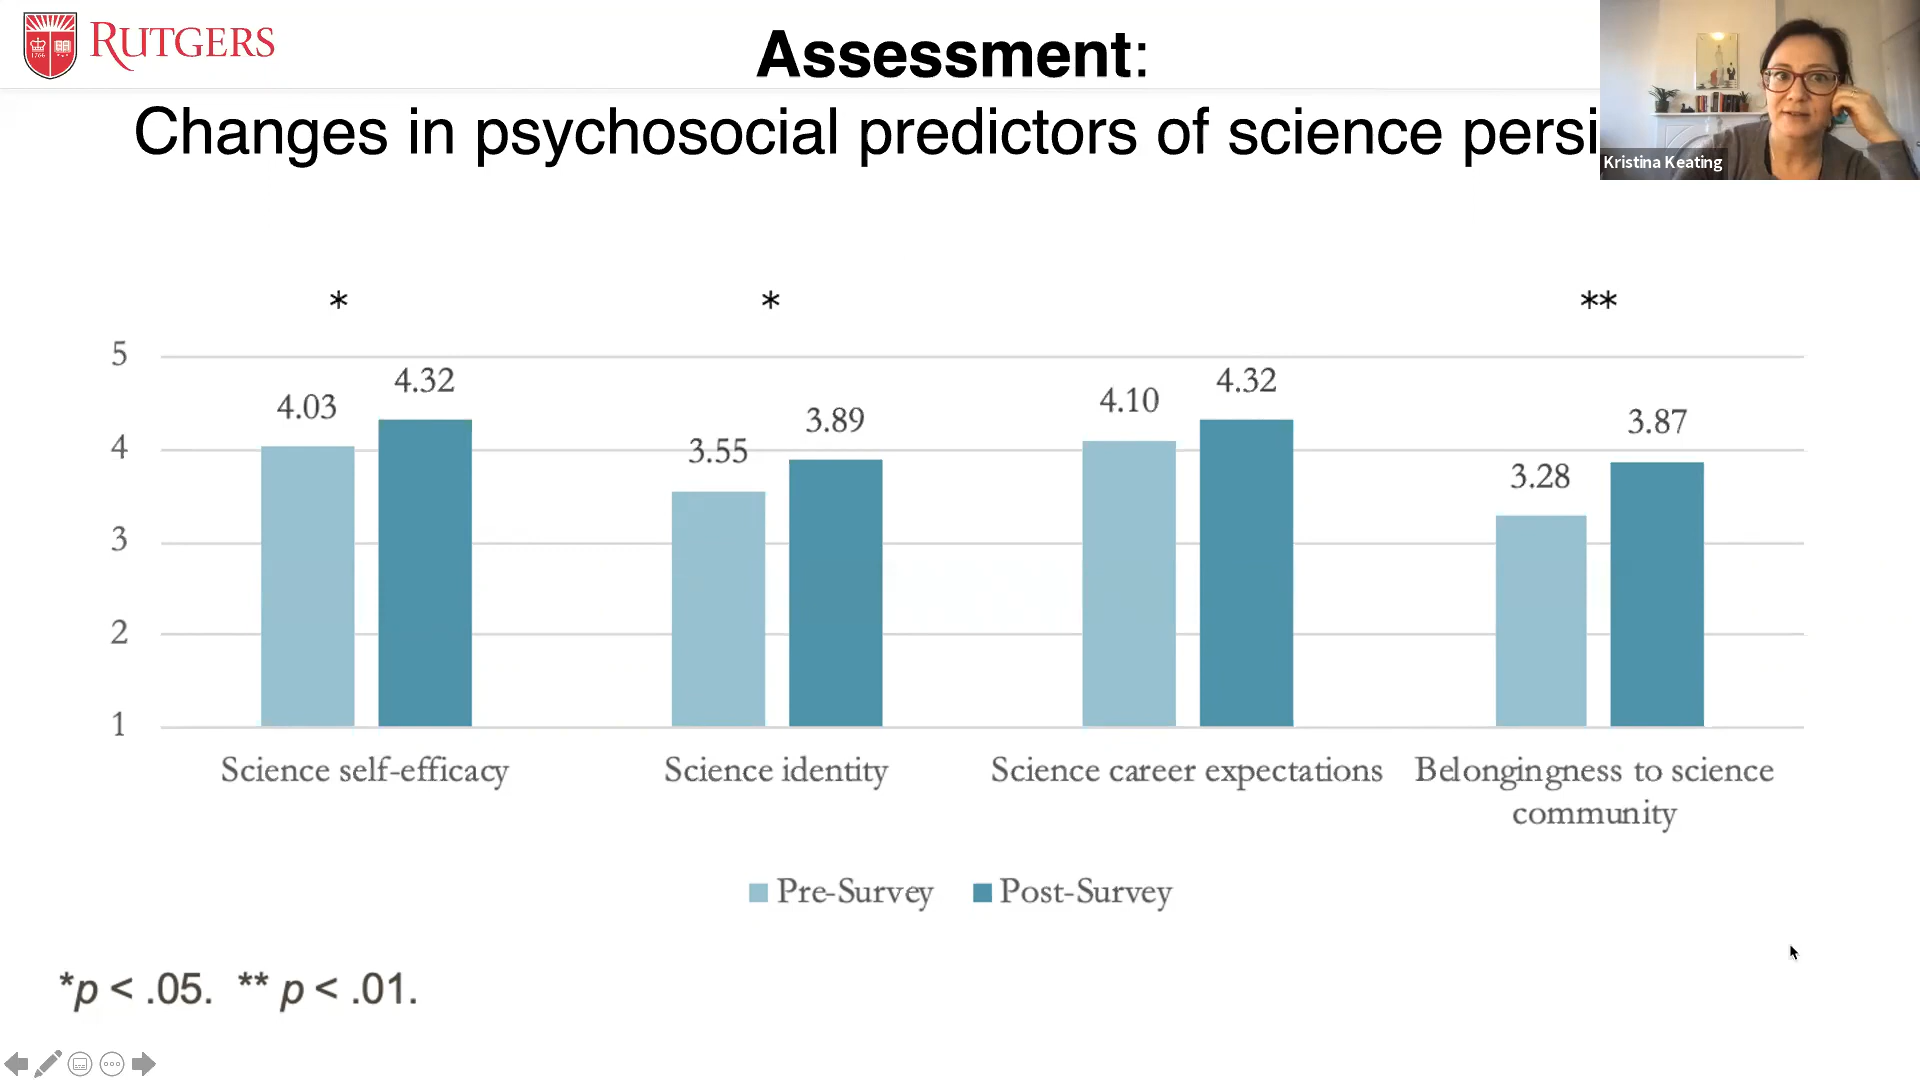 RUTGERS
1766
Assessment:
Changes in psychosocial predictors of science persi
Kristina Keating
* * **
5
4
3
2
1
4.03 4.32 3.55 3.89 4.10 4.32 3.28 3.87
Science self-efficacy Science identity Science career expectations Belongingness to science
community
Pre-Survey Post-Survey
*p < .05. ** p < .01.